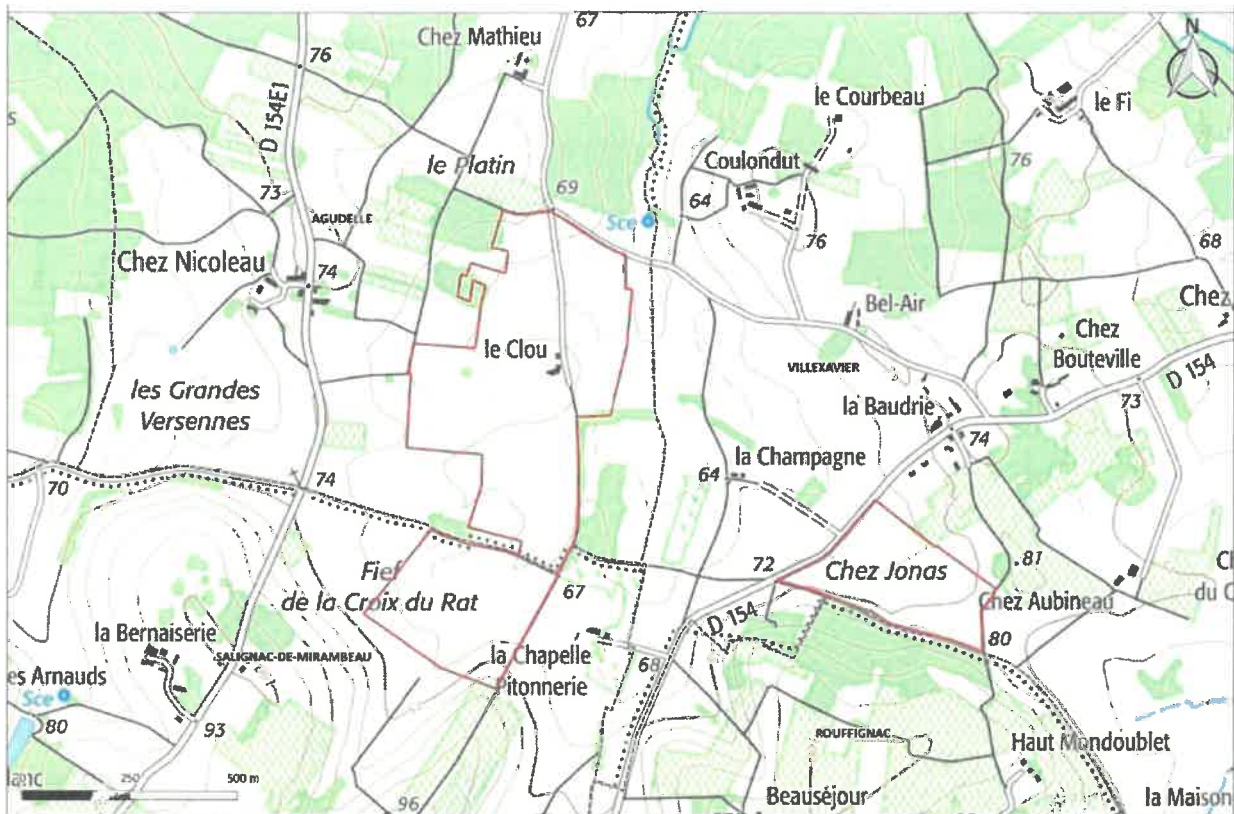 67
Chez Mathieu
76
D 154E1
N
le Courbeau
le Fi
le Platin
Coulondut
76
73
69
64
AGUDELLE
Sce
68
76
Chez Nicoleau
74
Chez
Bel-Air
Chez
Bouteville
le Clou
VILLEXAVIER
D 154
les Grandes
Versennes
la Baudrie
73
74
la Champagne
64
70
74
72
Chez Jonas
81
Fief
de la Croix du Rat
67
Chez Aubineau
du
D 154
80
la Bernaiserie
SALIGNAC-DE-MIRAMBEAU
la Chapelle
Pitonnerie
68
es Arnauds
Sce
80
93
ROUFFIGNAC
Haut Mondoublet
250
500 m
96
Beauséjour
la Maison